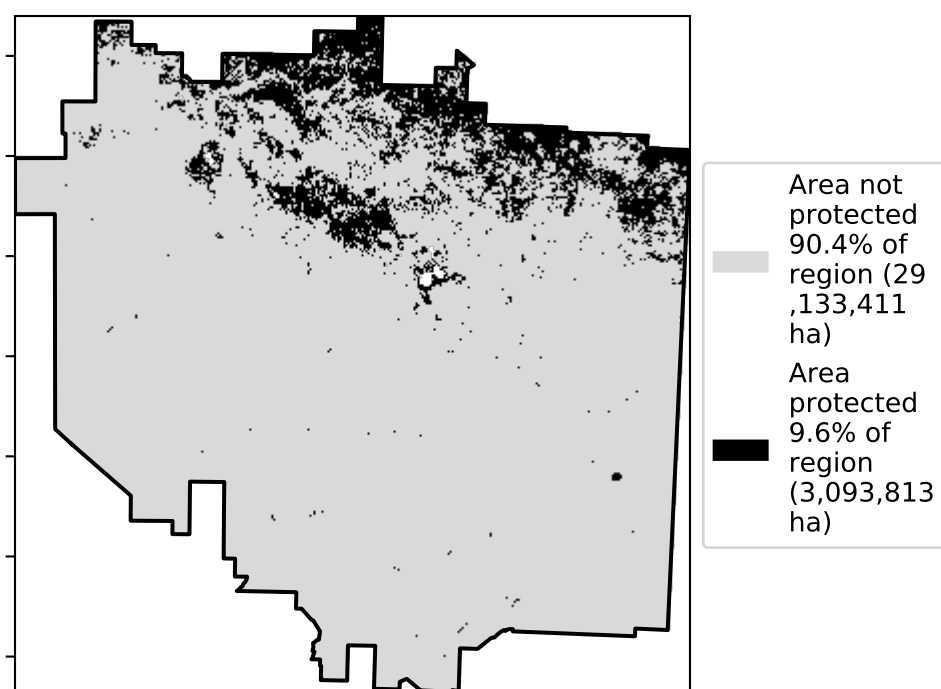 Area not
protected
90.4% of
region (29
,133,411
ha)
Area
protected
9.6% of
region
(3,093,813
ha)